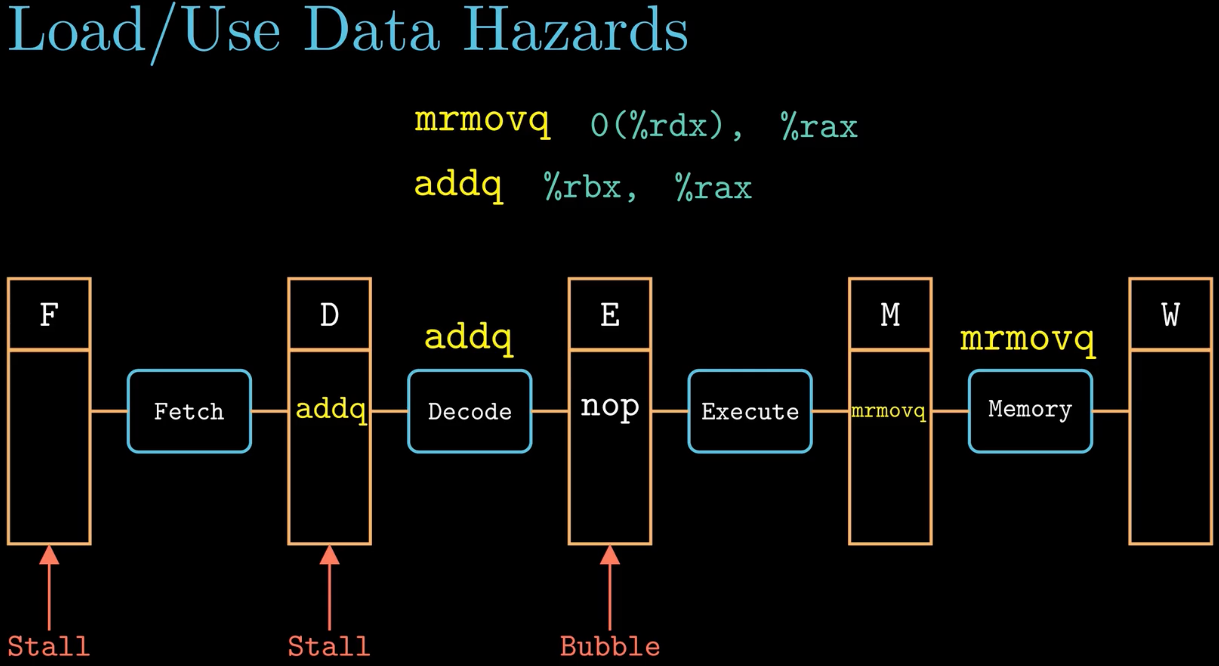 Load/Use Data Hazards
mrmovq 0(%rdx), %rax
addq %rbx, %rax
F
D
E
M
W
addq
mrmovq
Fetch
addq
Decode
nop
Execute
mrmovq
Memory
Stall
Stall
Bubble